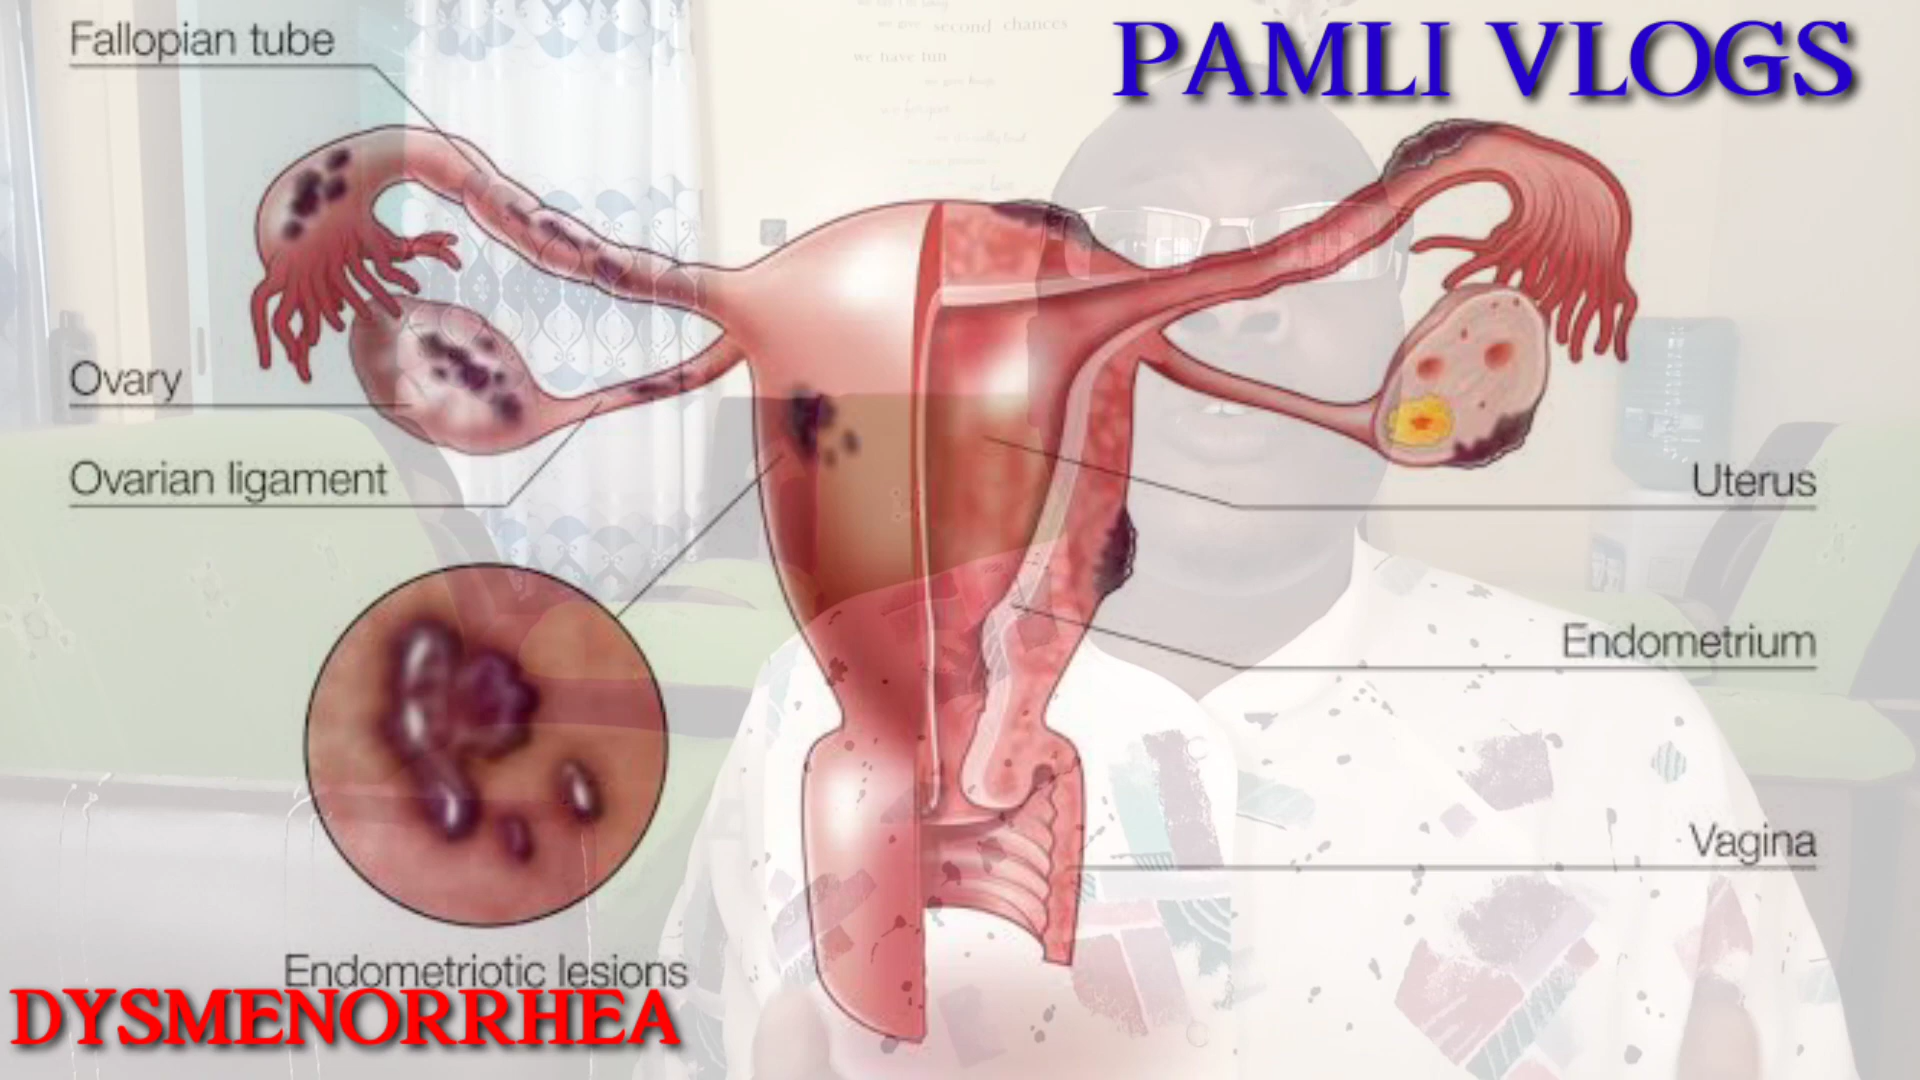 Fallopian tube
PAMLI VLOGS
second chances
we have fun
Ovary
Ovarian ligament
Uterus
Endometrium
Vagina
Endometriotic lesions
DYSMENORRHEA